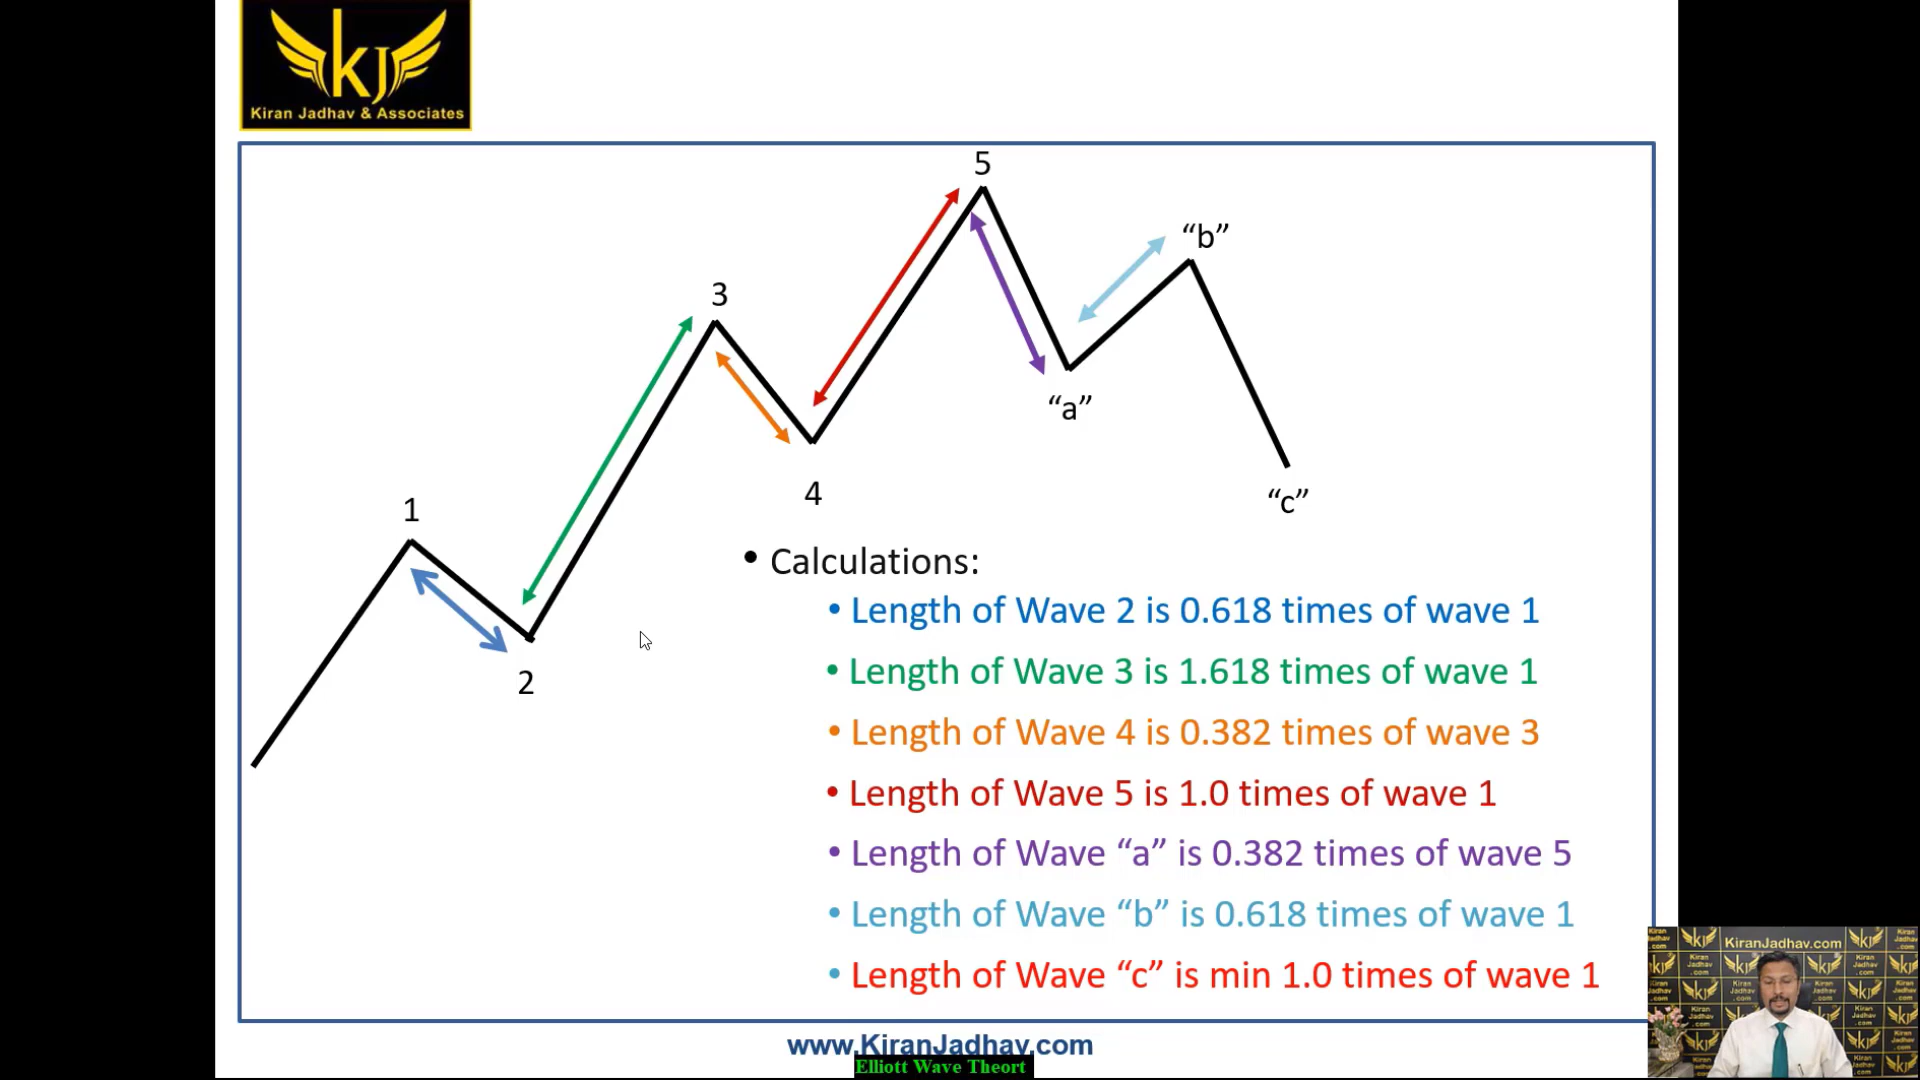 KJ
Kiran Jadhav & Associates
5
“b”
3
“a”
4
“c”
1
2
• Calculations:
• Length of Wave 2 is 0.618 times of wave 1
• Length of Wave 3 is 1.618 times of wave 1
• Length of Wave 4 is 0.382 times of wave 3
• Length of Wave 5 is 1.0 times of wave 1
• Length of Wave “a” is 0.382 times of wave 5
• Length of Wave “b” is 0.618 times of wave 1
• Length of Wave “c” is min 1.0 times of wave 1
www.KiranJadhav.com
Elliott Wave Theort
KiranJadhav.com